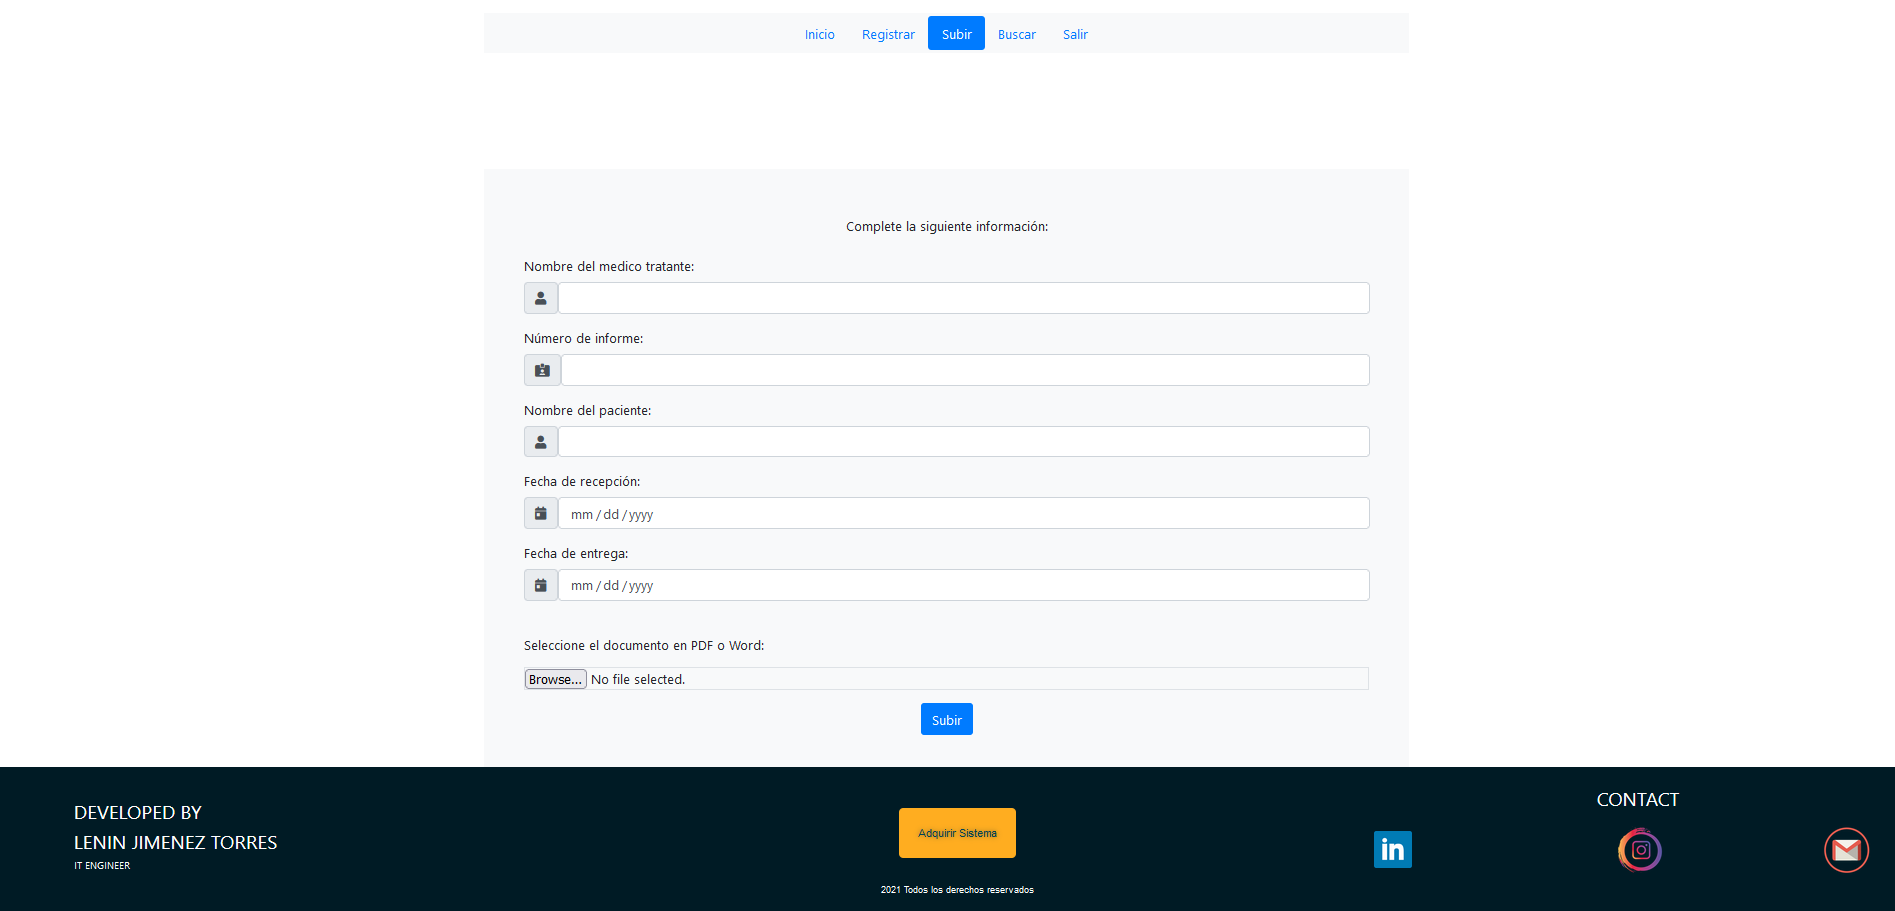 Inicio Registrar Subir Buscar Salir
Complete la siguiente información:
Nombre del medico tratante:
Número de informe:
Nombre del paciente:
Fecha de recepción:
mm / dd / yyyy
Fecha de entrega:
mm / dd / yyyy
Seleccione el documento en PDF o Word:
Browse... No file selected.
Subir
DEVELOPED BY
LENIN JIMENEZ TORRES
IT ENGINEER
Adquirir Sistema
2021 Todos los derechos reservados
CONTACT
in